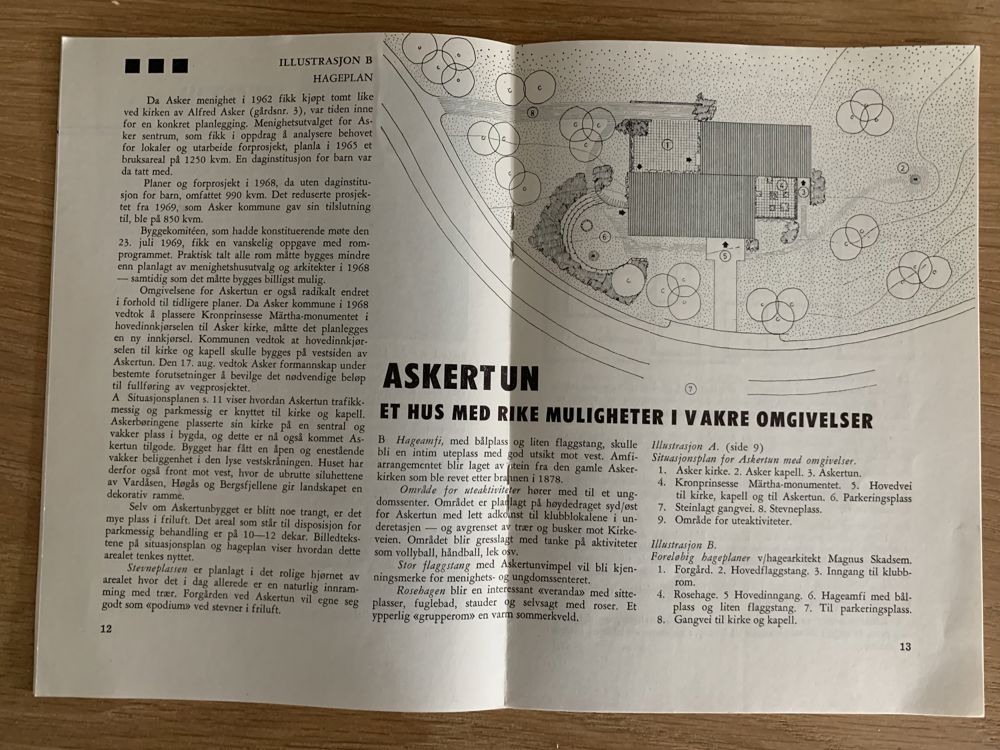 ILLUSTRASJON B
HAGEPLAN
Da Asker menighet i 1962 fikk kjøpt tomt like
ved kirken av Alfred Asker (gårdsnr. 3), var tiden inne
for en konkret planlegging. Menighetsutvalget for As-
ker sentrum, som fikk i oppdrag å analysere behovet
for lokaler og utarbeide forprosjekt, planla i 1965 et
bruksareal på 1250 kvm. En daginstitusjon for barn var
da tatt med.
Planer og forprosjekt i 1968, da uten daginstitu-
sjon for barn, omfattet 990 kvm. Det reduserte prosjek-
tet fra 1969, som Asker kommune gav sin tilslutning
til, ble på 850 kvm.
Byggekomitéen, som hadde konstituerende møte den
23. juli 1969, fikk en vanskelig oppgave med rom-
programmet. Praktisk talt alle rom måtte bygges mindre
enn planlagt av menighetshusutvalg og arkitekter i 1968
— samtidig som det måtte bygges billigst mulig.
Omgivelsene for Askertun er også radikalt endret
i forhold til tidligere planer. Da Asker kommune i 1968
vedtok å plassere Kronprinsesse Märtha-monumentet i
hovedinnkjørselen til Asker kirke, måtte det planlegges
en ny innkjørsel. Kommunen vedtok at hovedinnkjør-
selen til kirke og kapell skulle bygges på vestsiden av
Askertun. Den 17. aug. vedtok Asker formannskap under
bestemte forutsetninger å bevilge det nødvendige beløp
til fullføring av vegprosjektet.
A Situasjonsplanen s. 11 viser hvordan Askertun trafikk-
messig og parkmessig er knyttet til kirke og kapell.
Askerbøringene plasserte sin kirke på en sentral og
vakker plass i bygda, og dette er nå også kommet As-
kertun tilgode. Bygget har fått en åpen og enestående
vakker beliggenhet i den lyse vestskråningen. Huset har
derfor også front mot vest, hvor de ubrutte siluhettene
av Vardåsen, Høgås og Bergsfjellene gir landskapet en
dekorativ ramme.
Selv om Askertunbygget er blitt noe trangt, er det
mye plass i friluft. Det areal som står til disposisjon for
parkmessig behandling er på 10—12 dekar. Billedteks-
tene på situasjonsplan og hageplan viser hvordan dette
arealet tenkes nyttet.
Stevneplassen er planlagt i det rolige hjørnet av
arealet hvor det i dag allerede er en naturlig innram-
ming med trær. Forgården ved Askertun vil egne seg
godt som «podium» ved stevner i friluft.
12
1
2
3
4
5
6
7
8
ASKERTUN
ET HUS MED RIKE MULIGHETER I VAKRE OMGIVELSER
B Hageamfi, med bålplass og liten flaggstang, skulle
bli en intim uteplass med god utsikt mot vest. Amfi-
arrangementet blir laget av stein fra den gamle Asker-
kirken som ble revet etter brannen i 1878.
Område for uteaktiviteter hører med til et ung-
domssenter. Området er planlagt på høydedraget syd/øst
for Askertun med lett adkomst til klubblokalene i un-
deretasjen — og avgrenset av trær og busker mot Kirke-
veien. Området blir gresslagt med tanke på aktiviteter
som vollyball, håndball, lek osv.
Stor flaggstang med Askertunvimpel vil bli kjen-
ningsmerke for menighets- og ungdomssenteret.
Rosehagen blir en interessant «veranda» med sitte-
plasser, fuglebad, stauder og selvsagt med roser. Et
ypperlig «grupperom» en varm sommerkveld.
Illustrasjon A. (side 9)
Situasjonsplan for Askertun med omgivelser.
1. Asker kirke. 2. Asker kapell. 3. Askertun.
4. Kronprinsesse Märtha-monumentet. 5. Hovedvei
til kirke, kapell og til Askertun. 6. Parkeringsplass
7. Steinlagt gangvei. 8. Stevneplass.
9. Område for uteaktiviteter.
Illustrasjon B.
Foreløbig hageplaner v/hagearkitekt Magnus Skadsem.
1. Forgård. 2. Hovedflaggstang. 3. Inngang til klubb-
rom.
4. Rosehage. 5 Hovedinngang. 6. Hageamfi med bål-
plass og liten flaggstang. 7. Til parkeringsplass.
8. Gangvei til kirke og kapell.
13